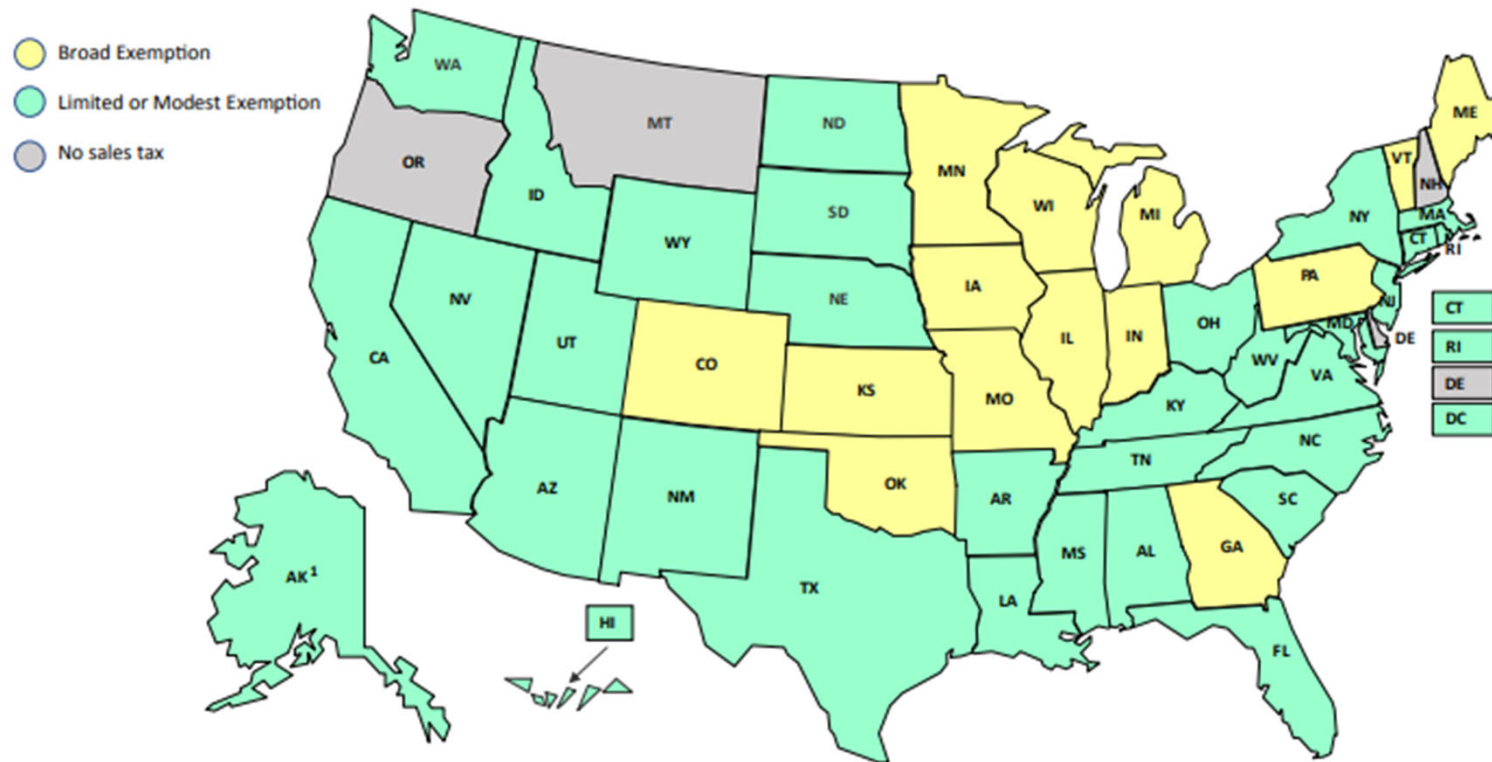 Broad Exemption
Limited or Modest Exemption
No sales tax
WA
MT
ND
ME
OR
MN
VT
NH
ID
SD
WI
MI
NY
MA
WY
CT
RI
NV
NE
IA
PA
NJ
CT
CA
UT
CO
IL
IN
OH
MD
DE
RI
KS
MO
WV
VA
DE
KY
DC
AZ
NM
OK
AR
TN
NC
SC
AK¹
TX
MS
AL
GA
HI
LA
FL